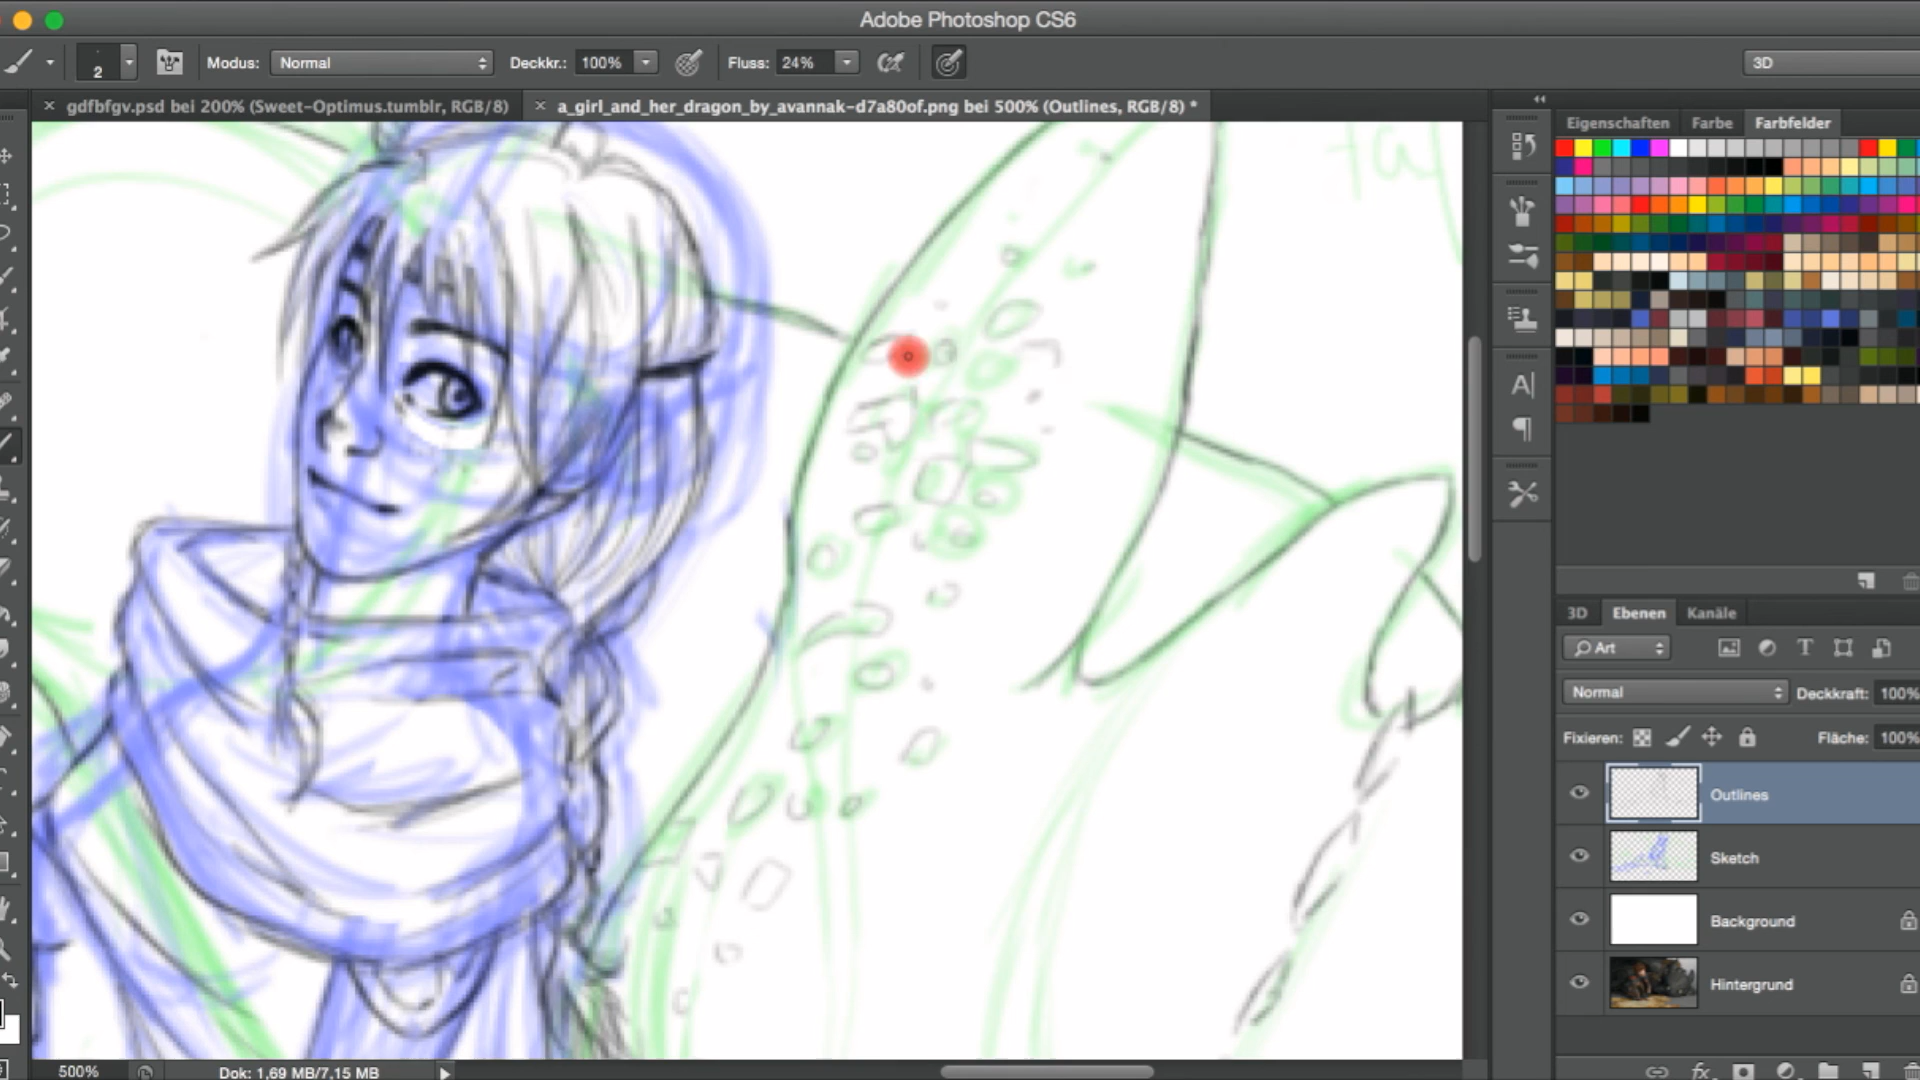 Adobe Photoshop CS6
2 Modus: Normal Deckkr.: 100% Fluss: 24% 3D
× gdfbfgv.psd bei 200% (Sweet-Optimus.tumblr, RGB/8) × a_girl_and_her_dragon_by_avannak-d7a80of.png bei 500% (Outlines, RGB/8) *
Eigenschaften Farbe Farbfelder
3D Ebenen Kanäle
Art
Normal Deckkraft: 100%
Fixieren: Fläche: 100%
Outlines
Sketch
Background
Hintergrund
500% Dok: 1,69 MB/7,15 MB